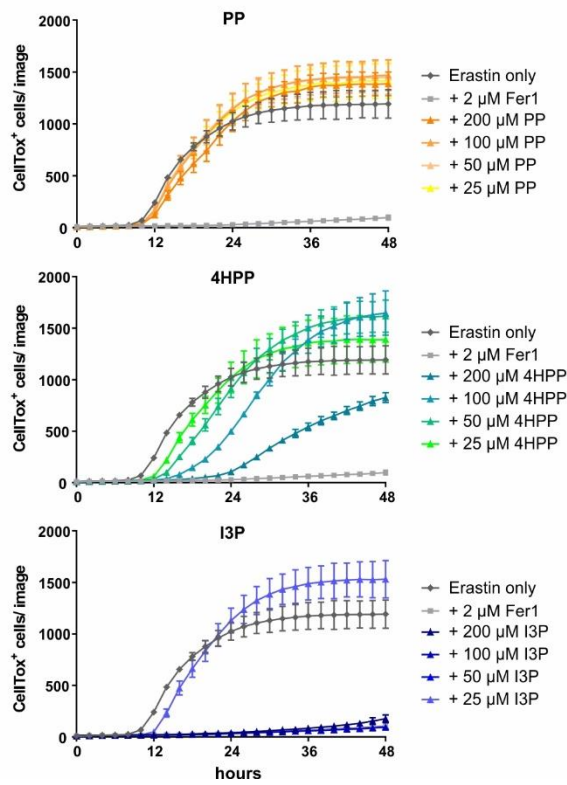 PP
2000
1500
1000
500
0
CellTox+ cells/ image
0 12 24 36 48
Erastin only
+ 2 µM Fer1
+ 200 µM PP
+ 100 µM PP
+ 50 µM PP
+ 25 µM PP
4HPP
2000
1500
1000
500
0
CellTox+ cells/ image
0 12 24 36 48
Erastin only
+ 2 µM Fer1
+ 200 µM 4HPP
+ 100 µM 4HPP
+ 50 µM 4HPP
+ 25 µM 4HPP
I3P
2000
1500
1000
500
0
CellTox+ cells/ image
0 12 24 36 48
hours
Erastin only
+ 2 µM Fer1
+ 200 µM I3P
+ 100 µM I3P
+ 50 µM I3P
+ 25 µM I3P